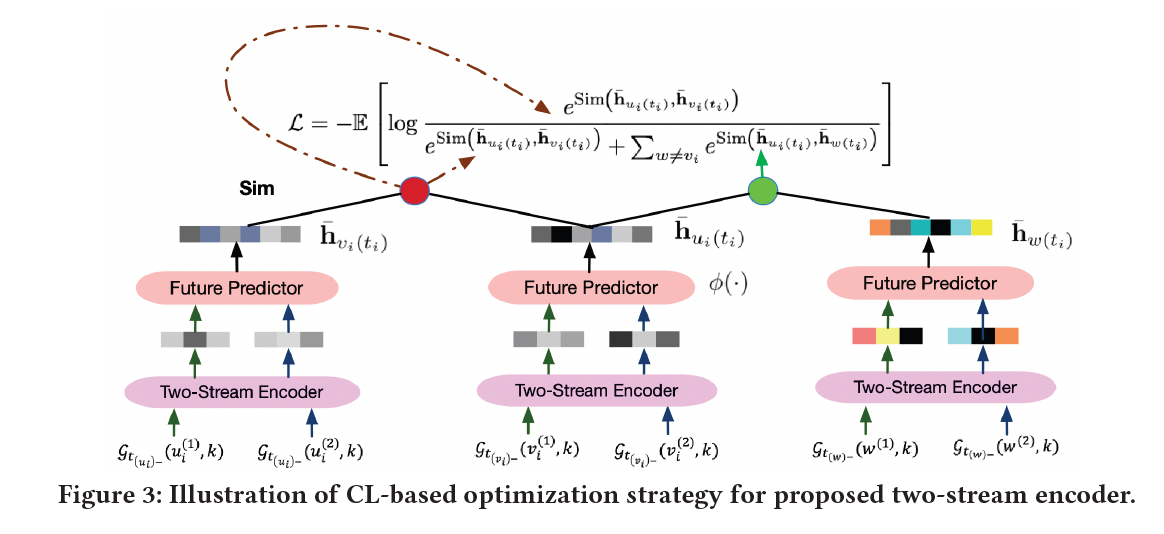 $\mathcal{L} = -\mathbb{E}\left[\log \frac{e^{\mathrm{Sim}(\bar{\mathbf{h}}_{u_i(t_i)}, \bar{\mathbf{h}}_{v_i(t_i)})}}{e^{\mathrm{Sim}(\bar{\mathbf{h}}_{u_i(t_i)}, \bar{\mathbf{h}}_{v_i(t_i)})} + \sum_{w \neq v_i} e^{\mathrm{Sim}(\bar{\mathbf{h}}_{u_i(t_i)}, \bar{\mathbf{h}}_{w(t_i)})}}\right]$
Sim
$\bar{\mathbf{h}}_{v_i(t_i)}$ $\bar{\mathbf{h}}_{u_i(t_i)}$ $\bar{\mathbf{h}}_{w(t_i)}$
Future Predictor Future Predictor $\phi(\cdot)$ Future Predictor
Two-Stream Encoder Two-Stream Encoder Two-Stream Encoder
$\mathcal{G}_{t_{(u_i)}-}(u_i^{(1)}, k)$ $\mathcal{G}_{t_{(u_i)}-}(u_i^{(2)}, k)$ $\mathcal{G}_{t_{(v_i)}-}(v_i^{(1)}, k)$ $\mathcal{G}_{t_{(v_i)}-}(v_i^{(2)}, k)$ $\mathcal{G}_{t_{(w)}-}(w^{(1)}, k)$ $\mathcal{G}_{t_{(w)}-}(w^{(2)}, k)$
Figure 3: Illustration of CL-based optimization strategy for proposed two-stream encoder.